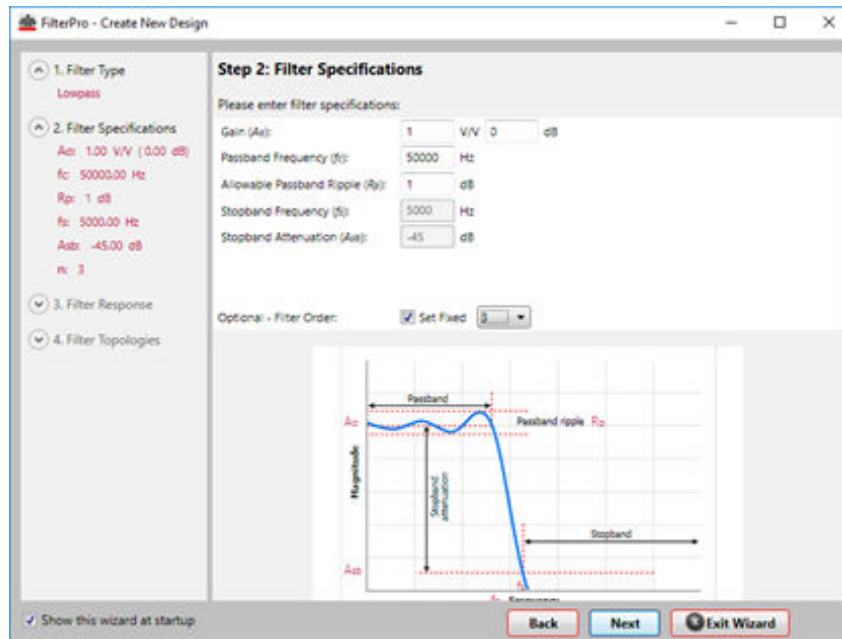 FilterPro - Create New Design
1. Filter Type
Lowpass
2. Filter Specifications
Ao: 1.00 V/V ( 0.00 dB)
fc: 50000.00 Hz
Rp: 1 dB
fs: 5000.00 Hz
Asb: -45.00 dB
n: 3
3. Filter Response
4. Filter Topologies
Step 2: Filter Specifications
Please enter filter specifications:
Gain (Ao): 1 V/V 0 dB
Passband Frequency (fc): 50000 Hz
Allowable Passband Ripple (Rp): 1 dB
Stopband Frequency (fs): 5000 Hz
Stopband Attenuation (Asb): -45 dB
Optional - Filter Order: Set Fixed 3
Passband
Ao
Passband ripple Rp
Magnitude
Stopband attenuation
Stopband
Asb
Show this wizard at startup
Back
Next
Exit Wizard